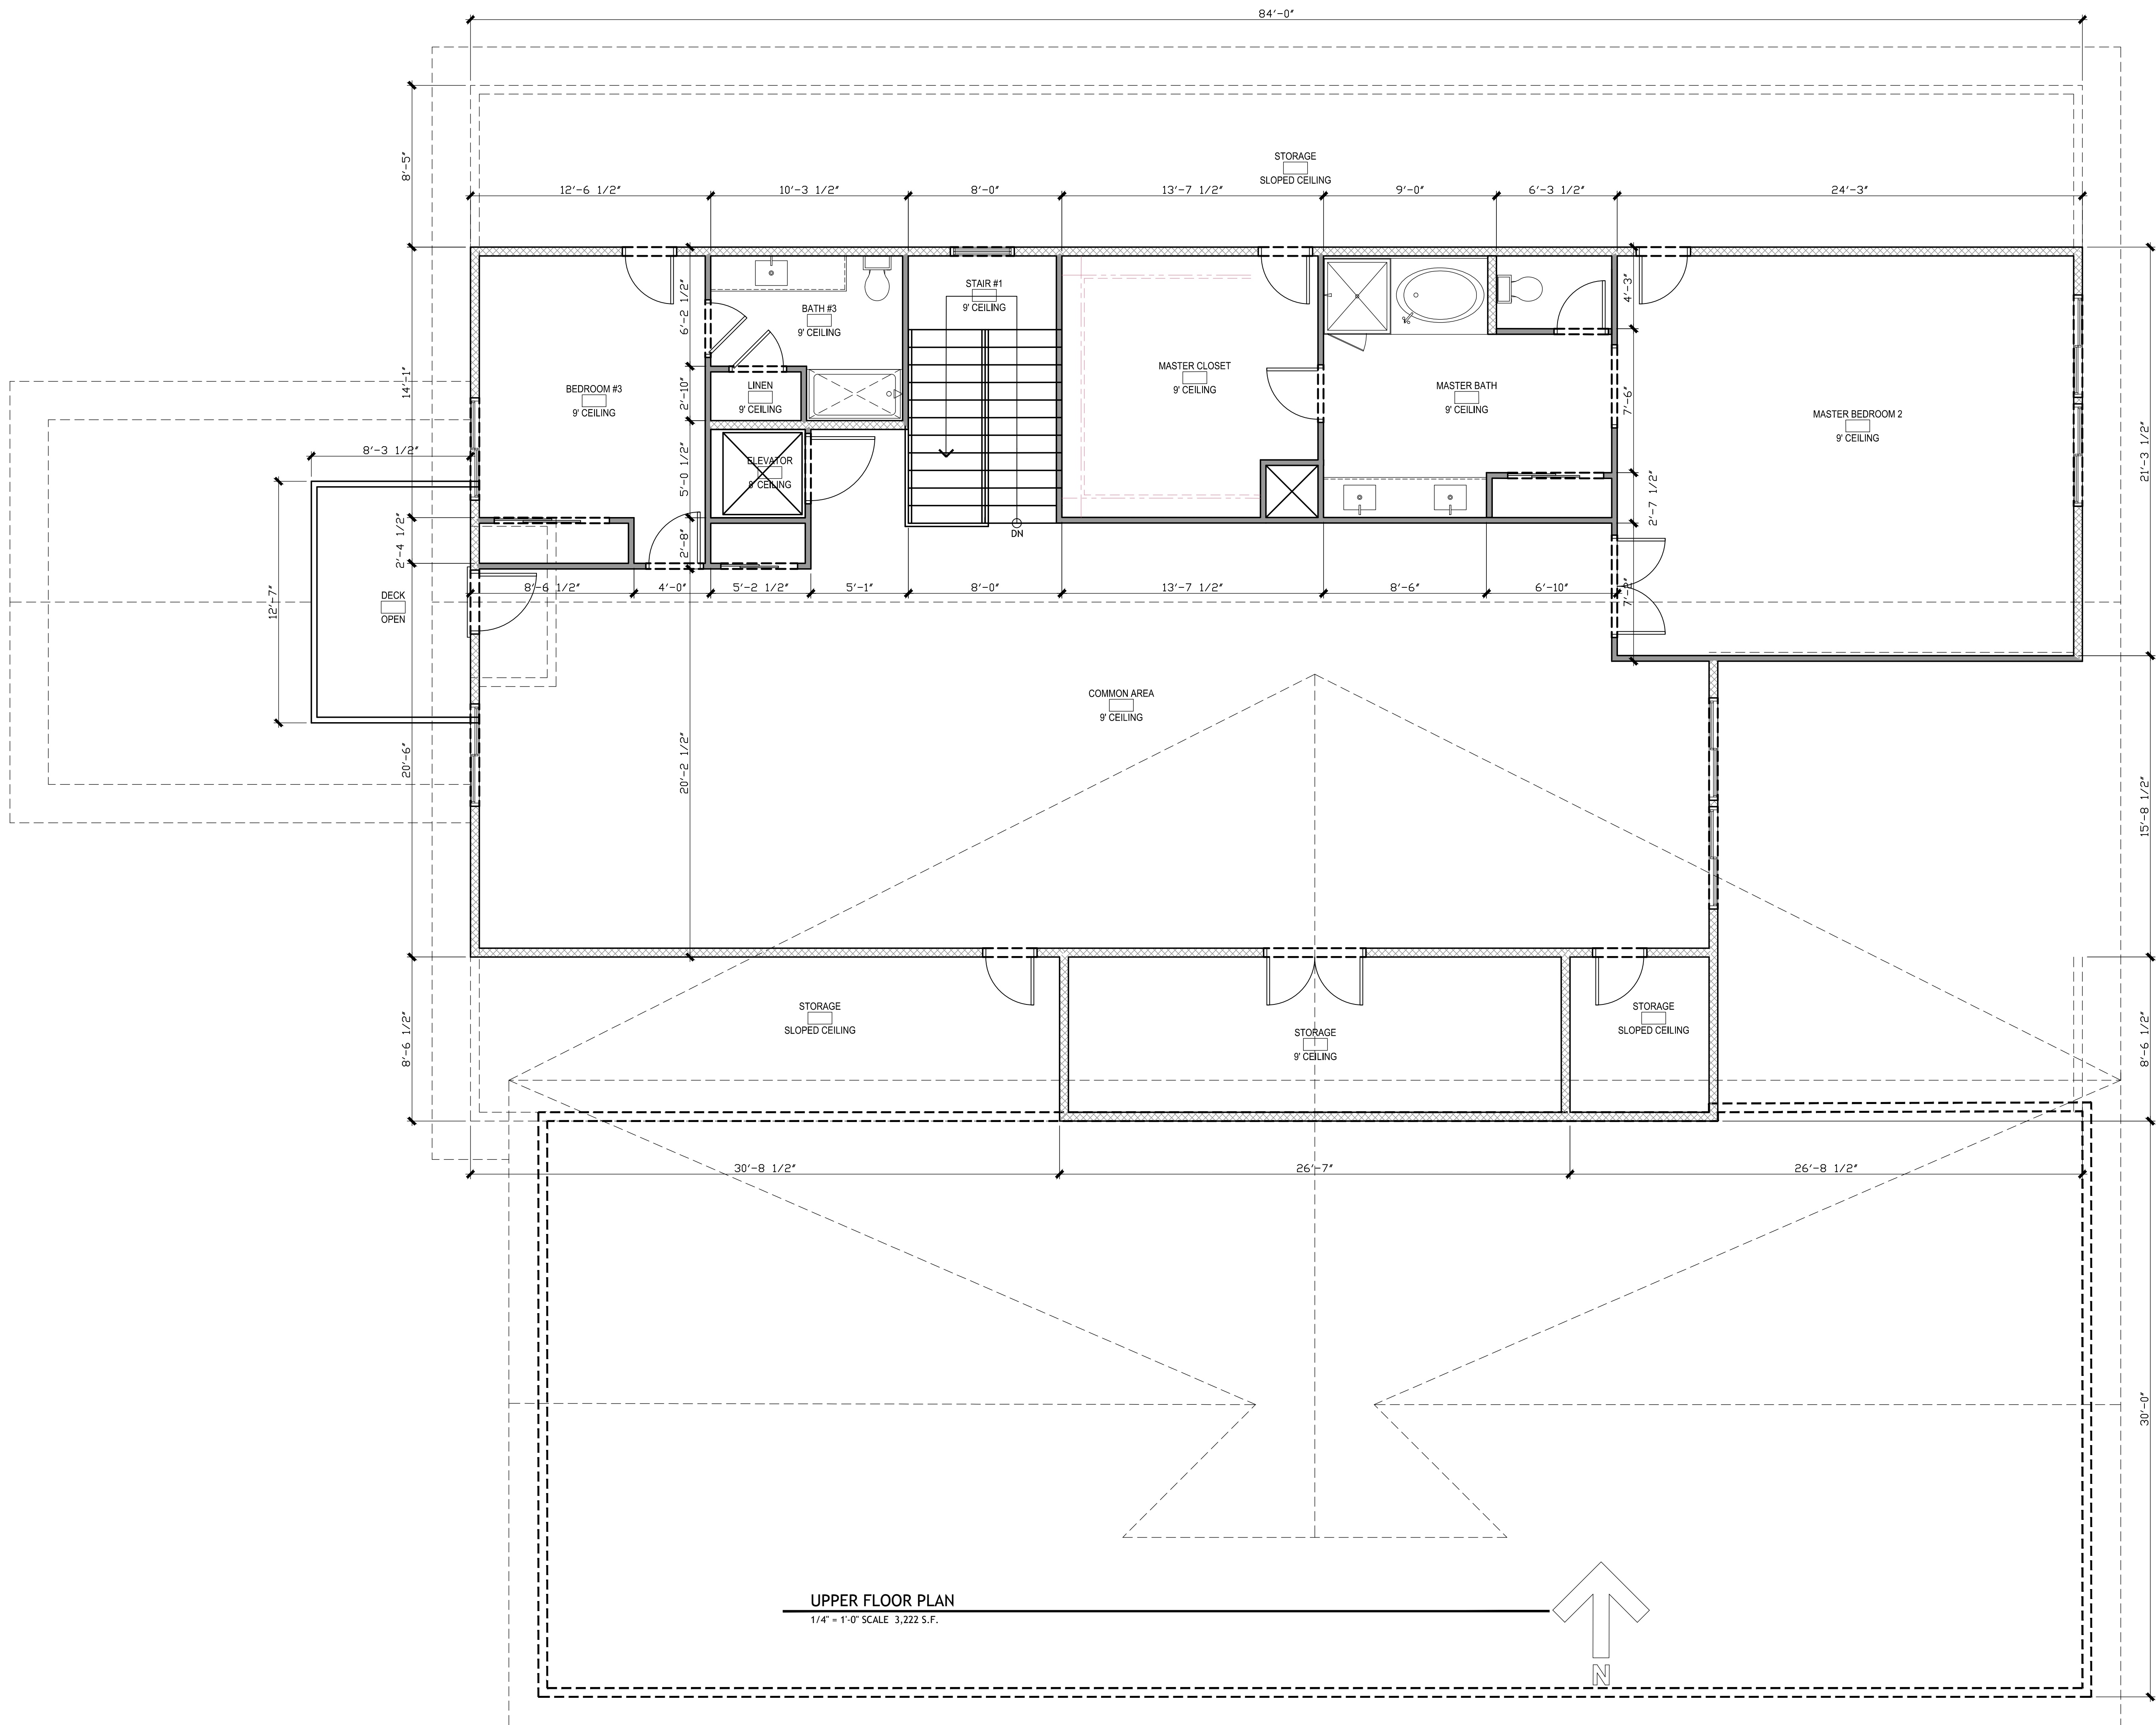 84'-0"
8'-5"
STORAGE
SLOPED CEILING
12'-6 1/2"
10'-3 1/2"
8'-0"
13'-7 1/2"
9'-0"
6'-3 1/2"
24'-3"
14'-1"
6'-2 1/2"
BATH #3
9' CEILING
STAIR #1
9' CEILING
4'-3"
BEDROOM #3
9' CEILING
2'-10"
LINEN
9' CEILING
MASTER CLOSET
9' CEILING
MASTER BATH
9' CEILING
7'-6"
MASTER BEDROOM 2
9' CEILING
21'-3 1/2"
8'-3 1/2"
5'-0 1/2"
ELEVATOR
CEILING
2'-7 1/2"
2'-4 1/2"
2'-8"
DN
12'-7"
DECK
OPEN
8'-6 1/2"
4'-0"
5'-2 1/2"
5'-1"
8'-0"
13'-7 1/2"
8'-6"
6'-10"
7'-2"
COMMON AREA
9' CEILING
20'-6"
20'-2 1/2"
15'-8 1/2"
8'-6 1/2"
STORAGE
SLOPED CEILING
STORAGE
9' CEILING
STORAGE
SLOPED CEILING
8'-6 1/2"
30'-8 1/2"
26'-7"
26'-8 1/2"
30'-0"
UPPER FLOOR PLAN
1/4" = 1'-0" SCALE 3,222 S.F.
N